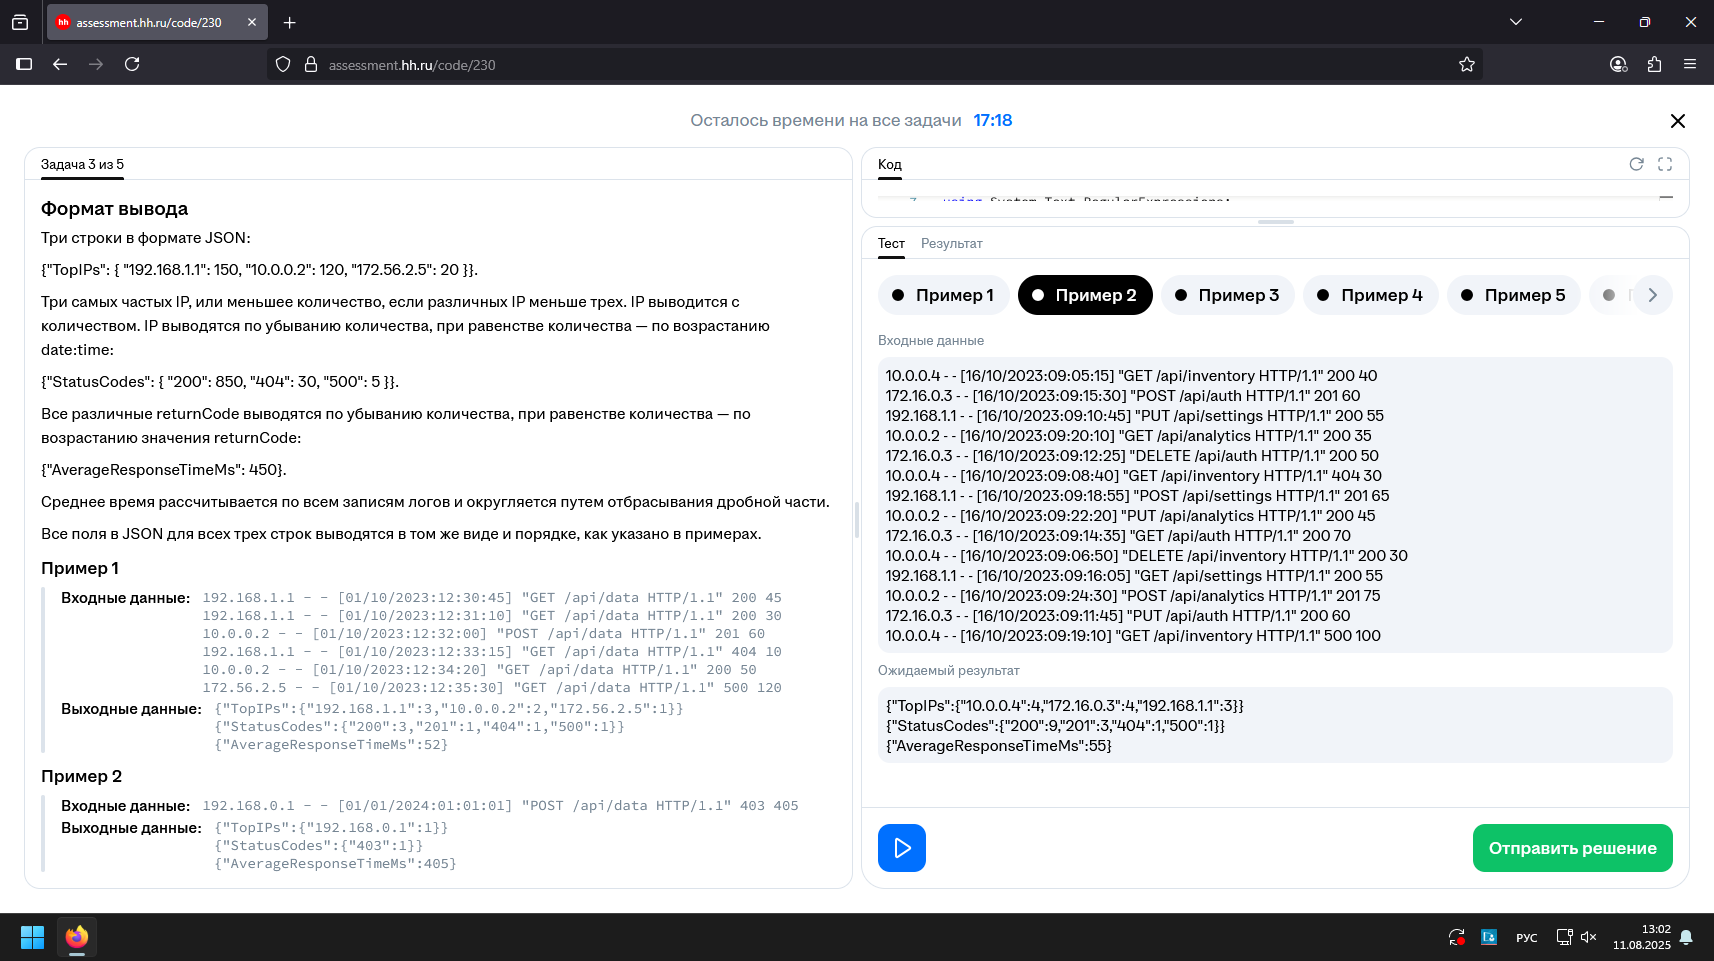 assessment.hh.ru/code/230
assessment.hh.ru/code/230
Осталось времени на все задачи 17:18
Задача 3 из 5
Формат вывода
Три строки в формате JSON:
{"TopIPs": { "192.168.1.1": 150, "10.0.0.2": 120, "172.56.2.5": 20 }}.
Три самых частых IP, или меньшее количество, если различных IP меньше трех. IP выводится с
количеством. IP выводятся по убыванию количества, при равенстве количества — по возрастанию
date:time:
{"StatusCodes": { "200": 850, "404": 30, "500": 5 }}.
Все различные returnCode выводятся по убыванию количества, при равенстве количества — по
возрастанию значения returnCode:
{"AverageResponseTimeMs": 450}.
Среднее время рассчитывается по всем записям логов и округляется путем отбрасывания дробной части.
Все поля в JSON для всех трех строк выводятся в том же виде и порядке, как указано в примерах.
Пример 1
Входные данные: 192.168.1.1 - - [01/10/2023:12:30:45] "GET /api/data HTTP/1.1" 200 45
192.168.1.1 - - [01/10/2023:12:31:10] "GET /api/data HTTP/1.1" 200 30
10.0.0.2 - - [01/10/2023:12:32:00] "POST /api/data HTTP/1.1" 201 60
192.168.1.1 - - [01/10/2023:12:33:15] "GET /api/data HTTP/1.1" 404 10
10.0.0.2 - - [01/10/2023:12:34:20] "GET /api/data HTTP/1.1" 200 50
172.56.2.5 - - [01/10/2023:12:35:30] "GET /api/data HTTP/1.1" 500 120
Выходные данные: {"TopIPs":{"192.168.1.1":3,"10.0.0.2":2,"172.56.2.5":1}}
{"StatusCodes":{"200":3,"201":1,"404":1,"500":1}}
{"AverageResponseTimeMs":52}
Пример 2
Входные данные: 192.168.0.1 - - [01/01/2024:01:01:01] "POST /api/data HTTP/1.1" 403 405
Выходные данные: {"TopIPs":{"192.168.0.1":1}}
{"StatusCodes":{"403":1}}
{"AverageResponseTimeMs":405}
Код
using System.Text.RegularExpressions;
Тест Результат
Пример 1 Пример 2 Пример 3 Пример 4 Пример 5
Входные данные
10.0.0.4 - - [16/10/2023:09:05:15] "GET /api/inventory HTTP/1.1" 200 40
172.16.0.3 - - [16/10/2023:09:15:30] "POST /api/auth HTTP/1.1" 201 60
192.168.1.1 - - [16/10/2023:09:10:45] "PUT /api/settings HTTP/1.1" 200 55
10.0.0.2 - - [16/10/2023:09:20:10] "GET /api/analytics HTTP/1.1" 200 35
172.16.0.3 - - [16/10/2023:09:12:25] "DELETE /api/auth HTTP/1.1" 200 50
10.0.0.4 - - [16/10/2023:09:08:40] "GET /api/inventory HTTP/1.1" 404 30
192.168.1.1 - - [16/10/2023:09:18:55] "POST /api/settings HTTP/1.1" 201 65
10.0.0.2 - - [16/10/2023:09:22:20] "PUT /api/analytics HTTP/1.1" 200 45
172.16.0.3 - - [16/10/2023:09:14:35] "GET /api/auth HTTP/1.1" 200 70
10.0.0.4 - - [16/10/2023:09:06:50] "DELETE /api/inventory HTTP/1.1" 200 30
192.168.1.1 - - [16/10/2023:09:16:05] "GET /api/settings HTTP/1.1" 200 55
10.0.0.2 - - [16/10/2023:09:24:30] "POST /api/analytics HTTP/1.1" 201 75
172.16.0.3 - - [16/10/2023:09:11:45] "PUT /api/auth HTTP/1.1" 200 60
10.0.0.4 - - [16/10/2023:09:19:10] "GET /api/inventory HTTP/1.1" 500 100
Ожидаемый результат
{"TopIPs":{"10.0.0.4":4,"172.16.0.3":4,"192.168.1.1":3}}
{"StatusCodes":{"200":9,"201":3,"404":1,"500":1}}
{"AverageResponseTimeMs":55}
Отправить решение
РУС
13:02
11.08.2025